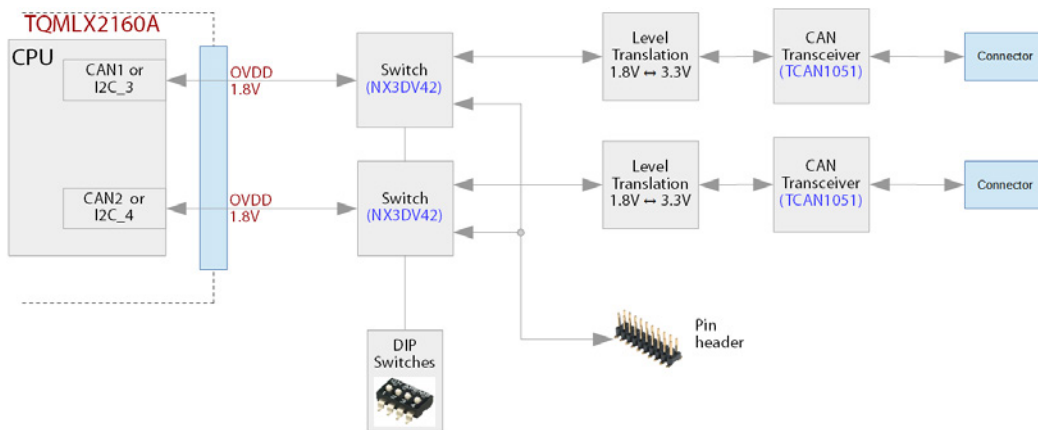 TQMLX2160A
CPU
CAN1 or
I2C_3
OVDD
1.8V
Switch
(NX3DV42)
Level
Translation
1.8V ↔ 3.3V
CAN
Transceiver
(TCAN1051)
Connector
CAN2 or
I2C_4
OVDD
1.8V
Switch
(NX3DV42)
Level
Translation
1.8V ↔ 3.3V
CAN
Transceiver
(TCAN1051)
Connector
DIP
Switches
Pin
header